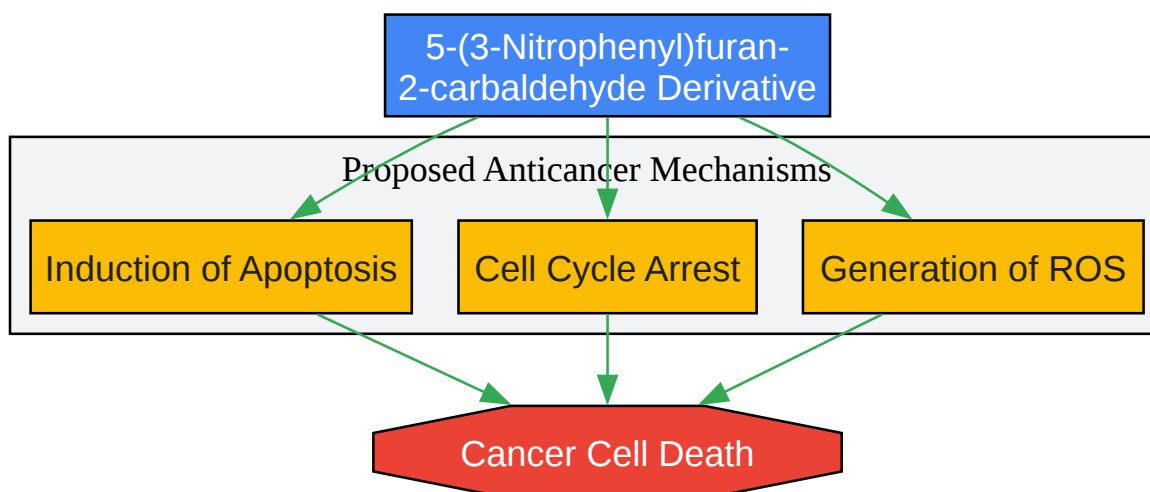 5-(3-Nitrophenyl)furan-
2-carbaldehyde Derivative
Proposed Anticancer Mechanisms
Induction of Apoptosis
Cell Cycle Arrest
Generation of ROS
Cancer Cell Death